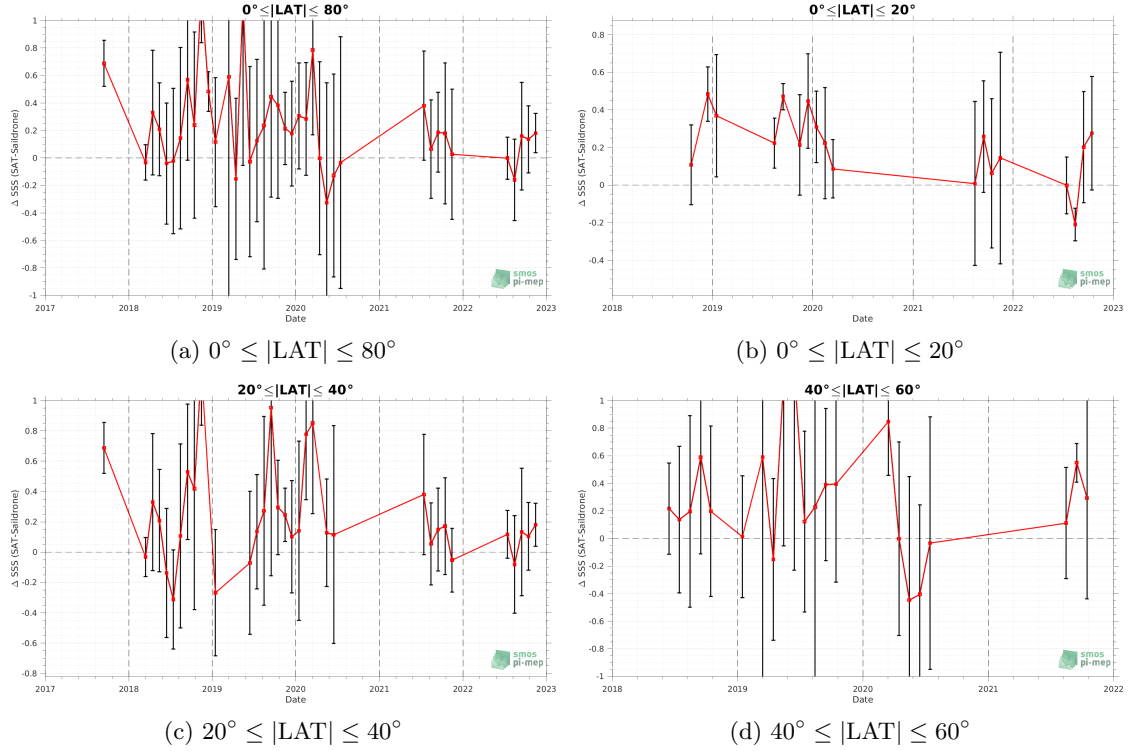 0°≤|LAT|≤ 80°
1
0.8
0.6
0.4
0.2
0
-0.2
-0.4
-0.6
-0.8
-1
Δ SSS (SAT-Saildrone)
2017 2018 2019 2020 2021 2022 2023
Date
smos
pi-mep
(a) 0° ≤ |LAT| ≤ 80°
0°≤|LAT|≤ 20°
0.8
0.6
0.4
0.2
0
-0.2
-0.4
Δ SSS (SAT-Saildrone)
2018 2019 2020 2021 2022 2023
Date
smos
pi-mep
(b) 0° ≤ |LAT| ≤ 20°
20°≤|LAT|≤ 40°
1
0.8
0.6
0.4
0.2
0
-0.2
-0.4
-0.6
-0.8
Δ SSS (SAT-Saildrone)
2017 2018 2019 2020 2021 2022 2023
Date
smos
pi-mep
(c) 20° ≤ |LAT| ≤ 40°
40°≤|LAT|≤ 60°
1
0.8
0.6
0.4
0.2
0
-0.2
-0.4
-0.6
-0.8
-1
Δ SSS (SAT-Saildrone)
2018 2019 2020 2021 2022
Date
smos
pi-mep
(d) 40° ≤ |LAT| ≤ 60°